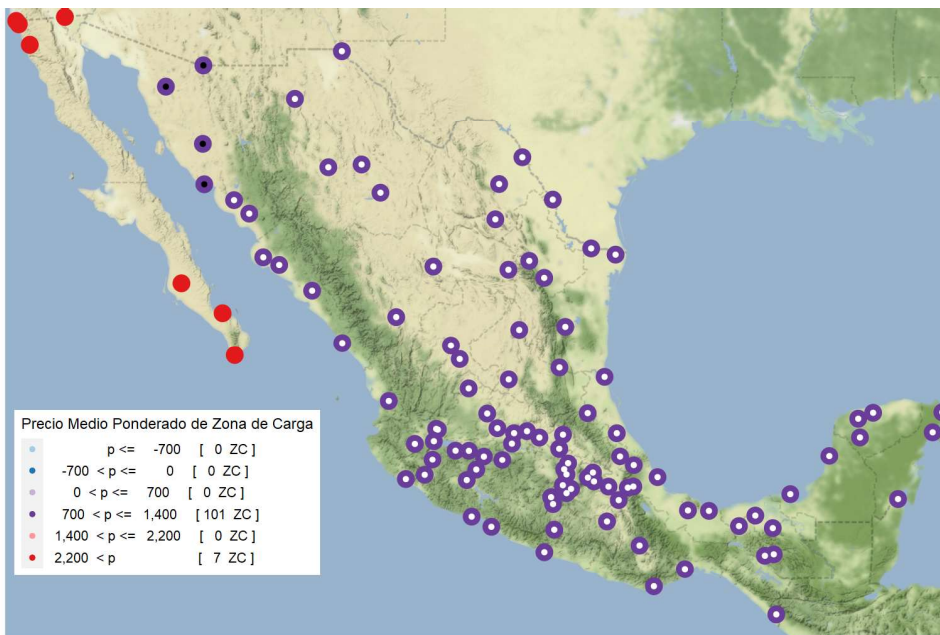 Precio Medio Ponderado de Zona de Carga
p <= -700 [ 0 ZC ]
-700 < p <= 0 [ 0 ZC ]
0 < p <= 700 [ 0 ZC ]
700 < p <= 1,400 [ 101 ZC ]
1,400 < p <= 2,200 [ 0 ZC ]
2,200 < p [ 7 ZC ]